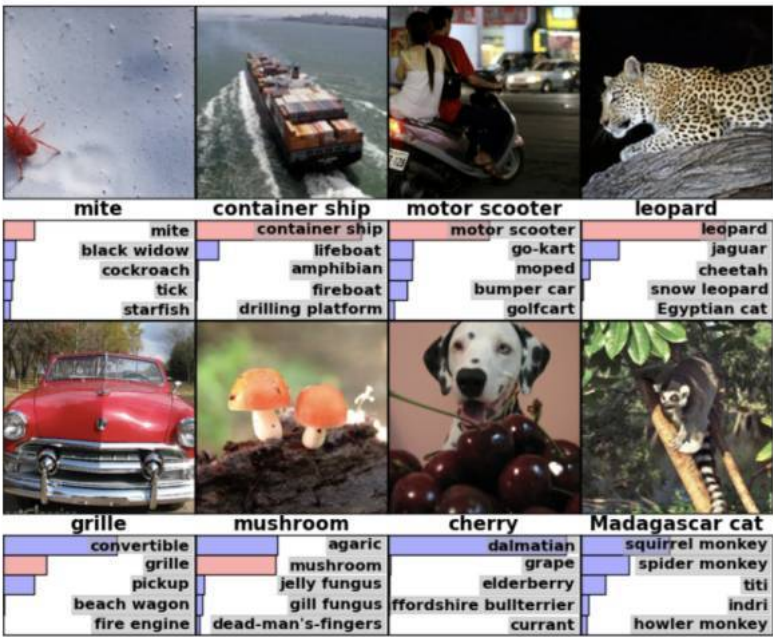 mite
container ship
motor scooter
leopard
mite
black widow
cockroach
tick
starfish
container ship
lifeboat
amphibian
fireboat
drilling platform
motor scooter
go-kart
moped
bumper car
golfcart
leopard
jaguar
cheetah
snow leopard
Egyptian cat
grille
mushroom
cherry
Madagascar cat
convertible
grille
pickup
beach wagon
fire engine
agaric
mushroom
jelly fungus
gill fungus
dead-man's-fingers
dalmatian
grape
elderberry
ffordshire bullterrier
currant
squirrel monkey
spider monkey
titi
indri
howler monkey